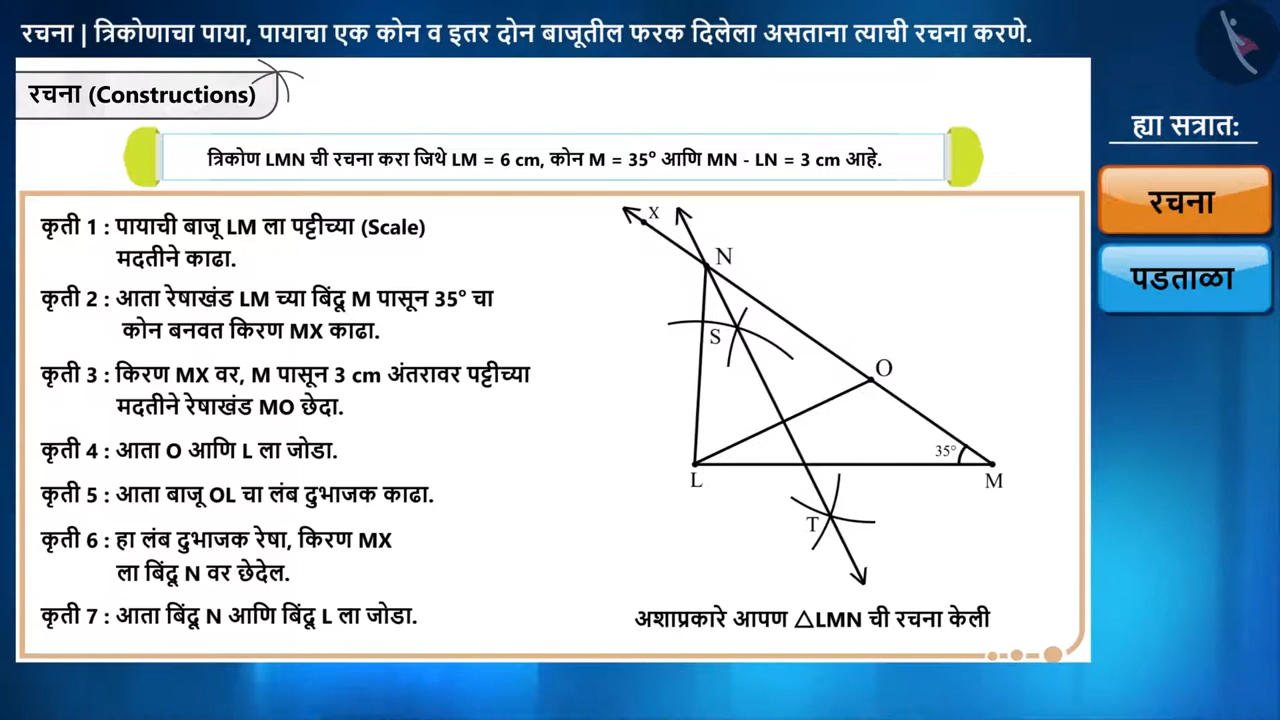 रचना | त्रिकोणाचा पाया, पायाचा एक कोन व इतर दोन बाजूतील फरक दिलेला असताना त्याची रचना करणे.
रचना (Constructions)
ह्या सत्रात:
रचना
पडताळा
त्रिकोण LMN ची रचना करा जिथे LM = 6 cm, कोन M = 35° आणि MN - LN = 3 cm आहे.
कृती 1 : पायाची बाजू LM ला पट्टीच्या (Scale)
मदतीने काढा.
कृती 2 : आता रेषाखंड LM च्या बिंदू M पासून 35° चा
कोन बनवत किरण MX काढा.
कृती 3 : किरण MX वर, M पासून 3 cm अंतरावर पट्टीच्या
मदतीने रेषाखंड MO छेदा.
कृती 4 : आता O आणि L ला जोडा.
कृती 5 : आता बाजू OL चा लंब दुभाजक काढा.
कृती 6 : हा लंब दुभाजक रेषा, किरण MX
ला बिंदू N वर छेदेल.
कृती 7 : आता बिंदू N आणि बिंदू L ला जोडा.
X
N
S
O
35°
L
M
T
अशाप्रकारे आपण △LMN ची रचना केली